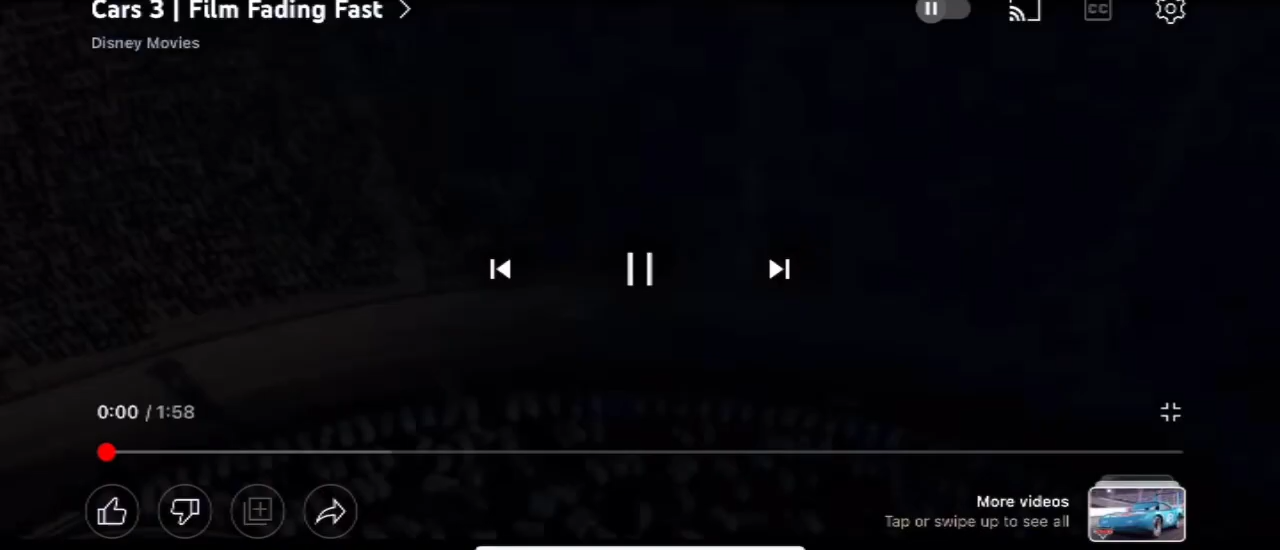 Cars 3 | Film Fading Fast
CC
Disney Movies
0:00 / 1:58
More videos
Tap or swipe up to see all